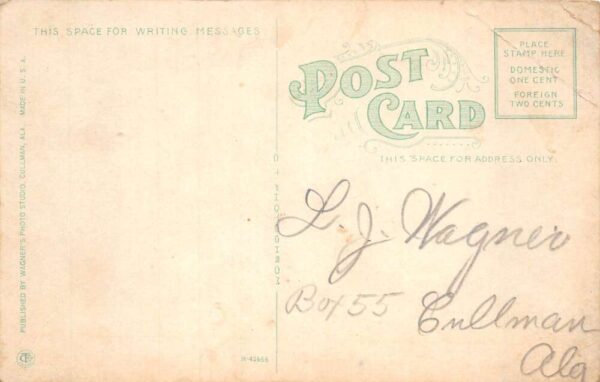 THIS SPACE FOR WRITING MESSAGES
POST CARD
THIS SPACE FOR ADDRESS ONLY.
PLACE
STAMP HERE
DOMESTIC
ONE CENT
FOREIGN
TWO CENTS
PUBLISHED BY WAGNER'S PHOTO STUDIO, CULLMAN, ALA. MADE IN U. S. A.
L. J. Wagner
Box 55
Cullman
Ala